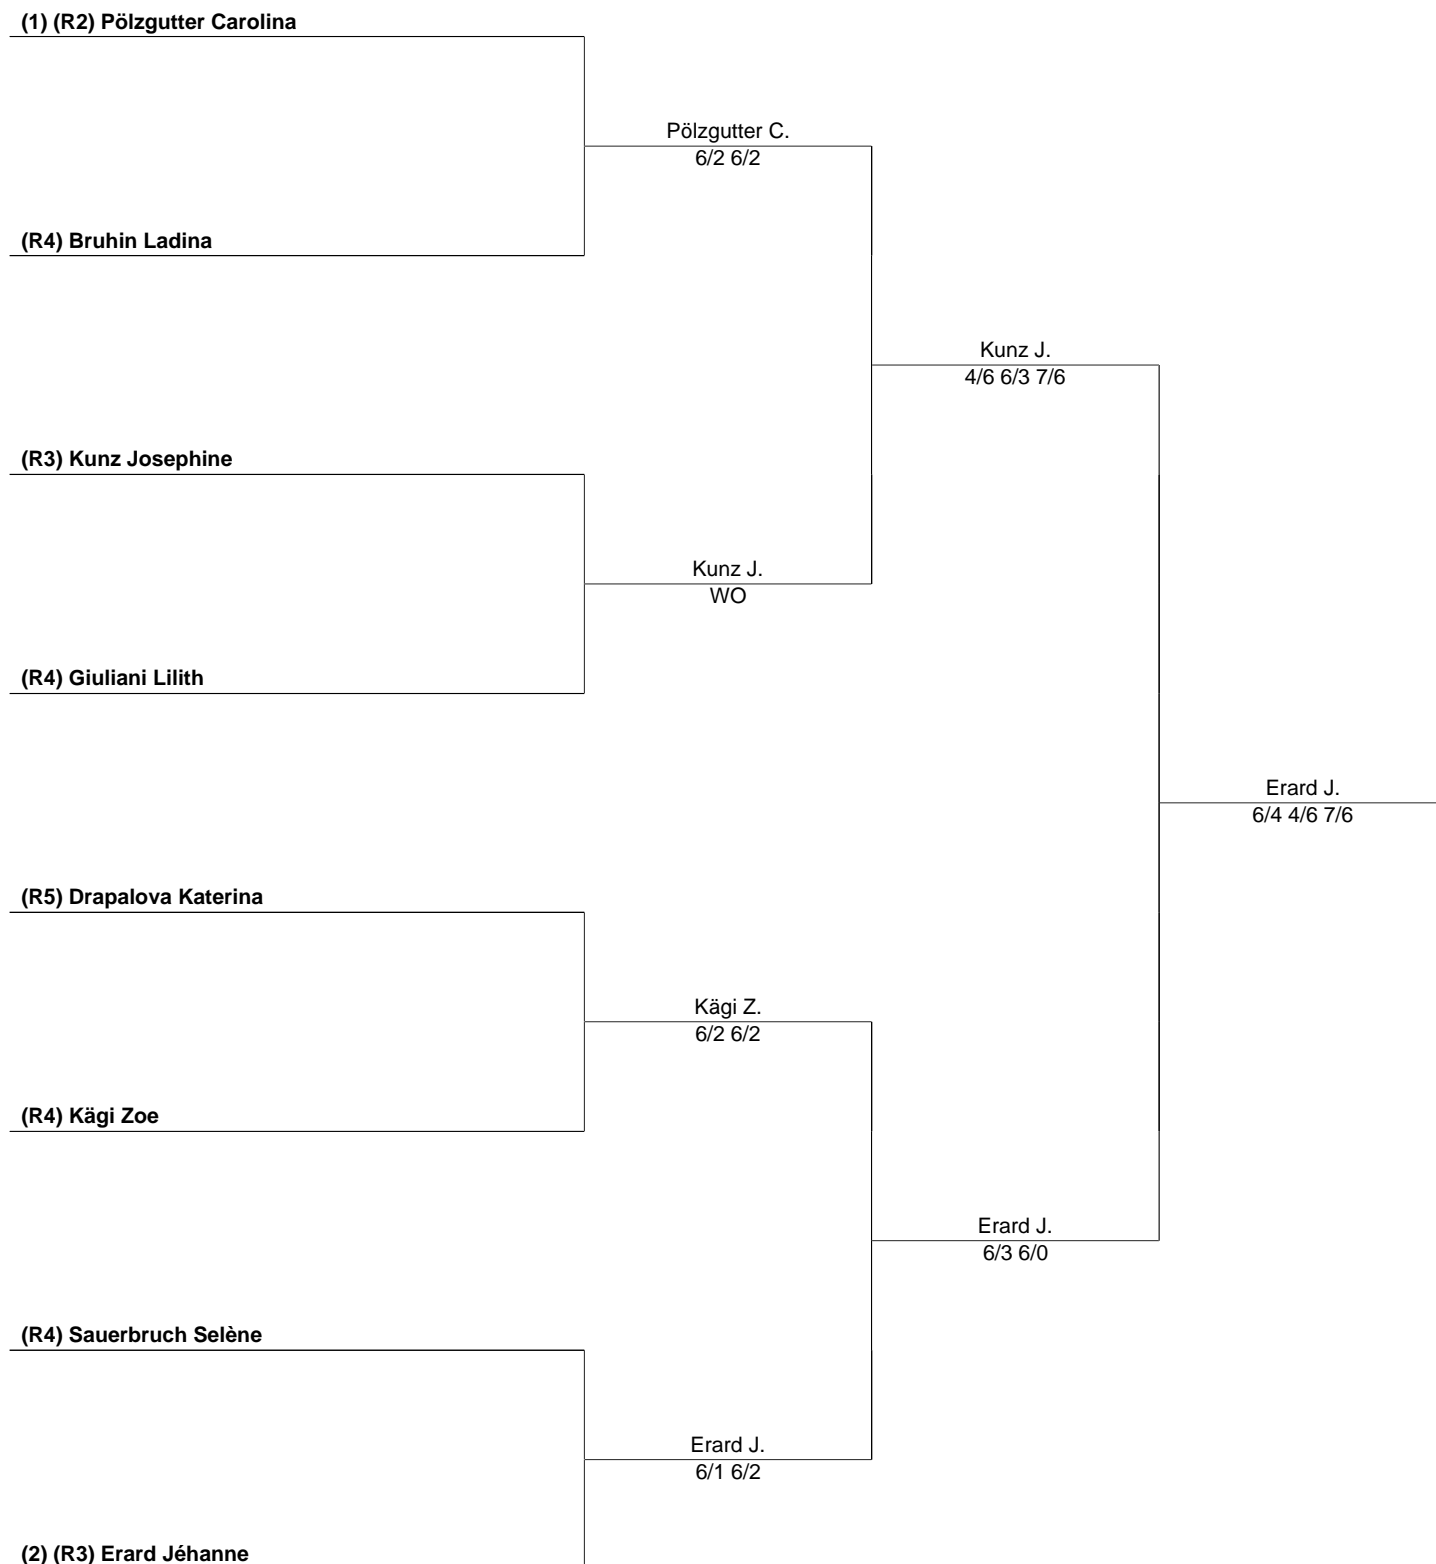 (1) (R2) Pölzgutter Carolina
Pölzgutter C.
6/2 6/2
(R4) Bruhin Ladina
Kunz J.
4/6 6/3 7/6
(R3) Kunz Josephine
Kunz J.
WO
(R4) Giuliani Lilith
Erard J.
6/4 4/6 7/6
(R5) Drapalova Katerina
Kägi Z.
6/2 6/2
(R4) Kägi Zoe
Erard J.
6/3 6/0
(R4) Sauerbruch Selène
Erard J.
6/1 6/2
(2) (R3) Erard Jéhanne